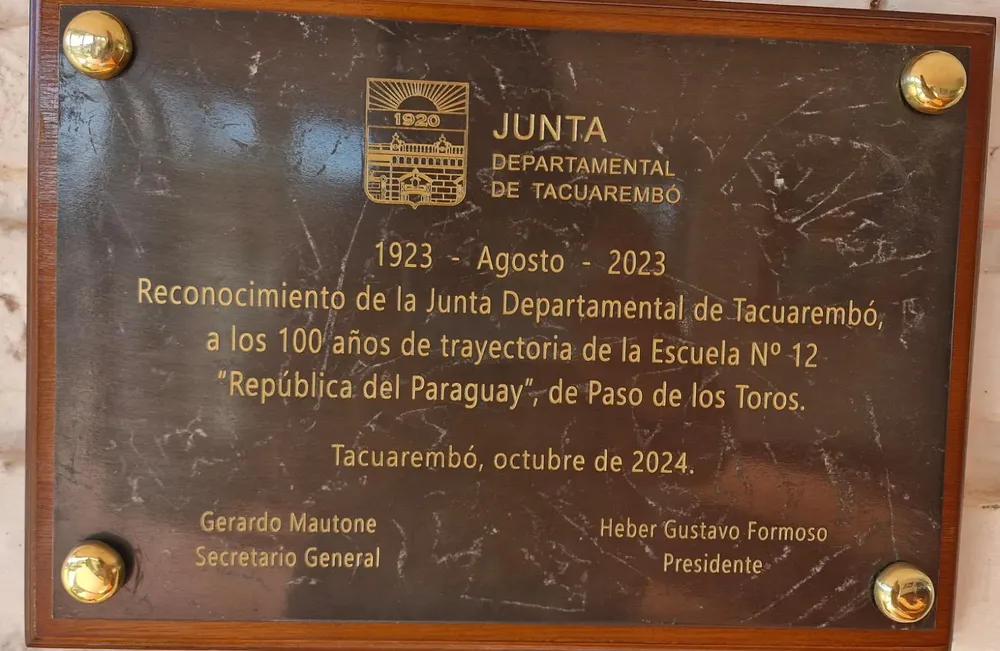 1920
JUNTA
DEPARTAMENTAL
DE TACUAREMBÓ
1923 - Agosto - 2023
Reconocimiento de la Junta Departamental de Tacuarembó,
a los 100 años de trayectoria de la Escuela Nº 12
“República del Paraguay”, de Paso de los Toros.
Tacuarembó, octubre de 2024.
Gerardo Mautone
Secretario General
Heber Gustavo Formoso
Presidente